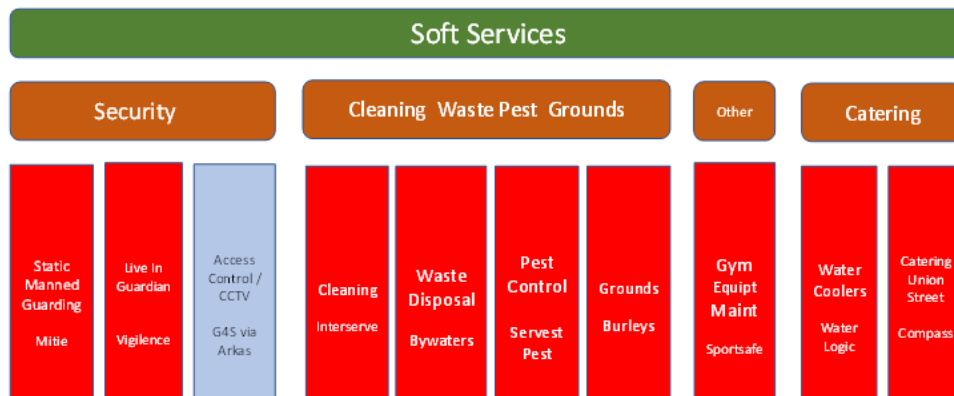 Soft Services
Security
Cleaning Waste Pest Grounds
Other
Catering
Static
Manned
Guarding
Mitie
Live In
Guardian
Vigilence
Access
Control /
CCTV
G4S via
Arkas
Cleaning
Interserve
Waste
Disposal
Bywaters
Pest
Control
Servest
Pest
Grounds
Burleys
Gym
Equipt
Maint
Sportsafe
Water
Coolers
Water
Logic
Catering
Union
Street
Compass